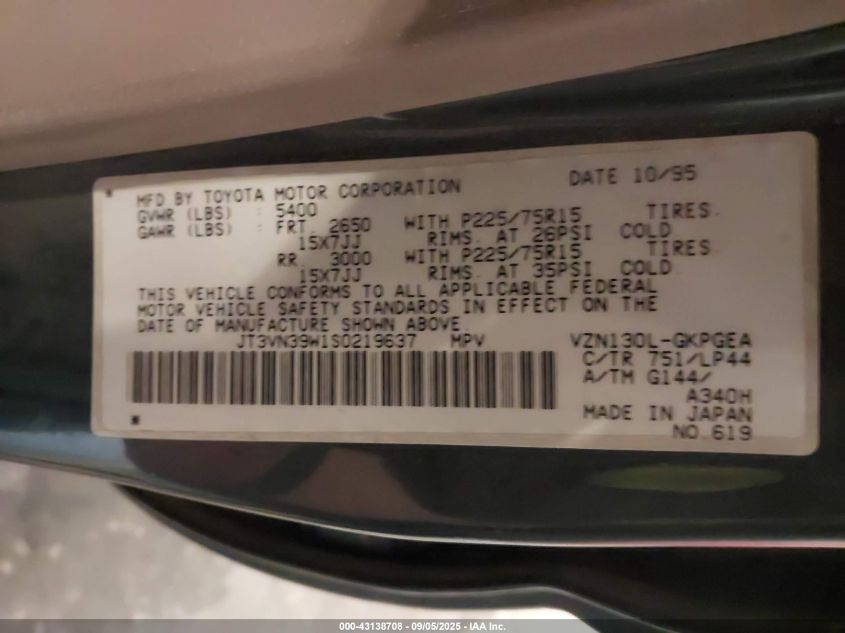 MFD BY TOYOTA MOTOR CORPORATION DATE 10/95
GVWR (LBS) : 5400
GAWR (LBS) : FRT. 2650 WITH P225/75R15 TIRES.
15X7JJ RIMS. AT 26PSI COLD
RR. 3000 WITH P225/75R15 TIRES.
15X7JJ RIMS. AT 35PSI COLD.
THIS VEHICLE CONFORMS TO ALL APPLICABLE FEDERAL
MOTOR VEHICLE SAFETY STANDARDS IN EFFECT ON THE
DATE OF MANUFACTURE SHOWN ABOVE.
JT3VN39W1S0219637 MPV VZN130L-GKPGEA
C/TR 751/LP44
A/TM G144/
A340H
MADE IN JAPAN
NO.619
000-43138708 - 09/05/2025 - IAA Inc.